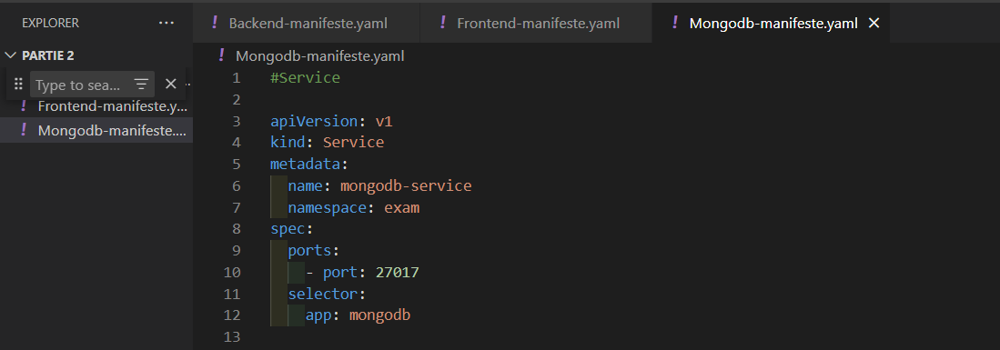 EXPLORER
PARTIE 2
Type to sea...
Frontend-manifeste.y...
Mongodb-manifeste....
Backend-manifeste.yaml
Frontend-manifeste.yaml
Mongodb-manifeste.yaml
Mongodb-manifeste.yaml
1 #Service
2
3 apiVersion: v1
4 kind: Service
5 metadata:
6 name: mongodb-service
7 namespace: exam
8 spec:
9 ports:
10 - port: 27017
11 selector:
12 app: mongodb
13